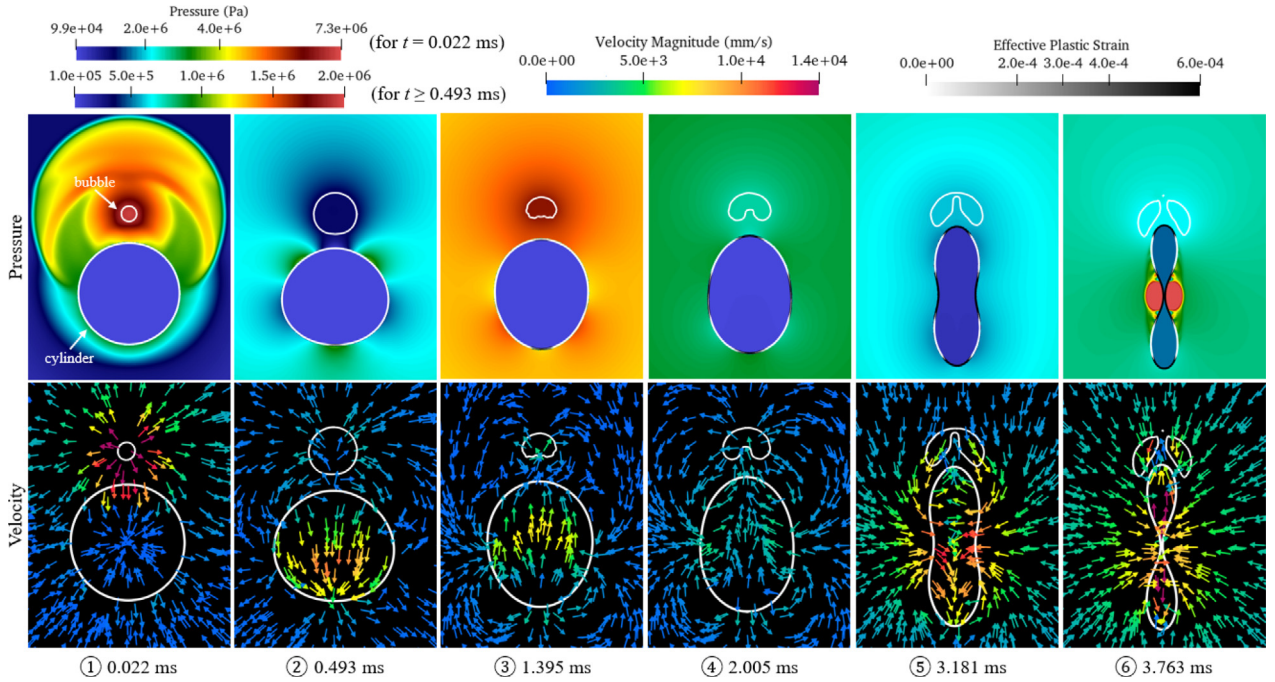 Pressure (Pa)
9.9e+04 2.0e+06 4.0e+06 7.3e+06
(for t = 0.022 ms)
1.0e+05 5.0e+5 1.0e+6 1.5e+6 2.0e+06
(for t ≥ 0.493 ms)
Velocity Magnitude (mm/s)
0.0e+00 5.0e+3 1.0e+4 1.4e+04
Effective Plastic Strain
0.0e+00 2.0e-4 3.0e-4 4.0e-4 6.0e-04
Pressure
bubble
cylinder
Velocity
① 0.022 ms ② 0.493 ms ③ 1.395 ms ④ 2.005 ms ⑤ 3.181 ms ⑥ 3.763 ms